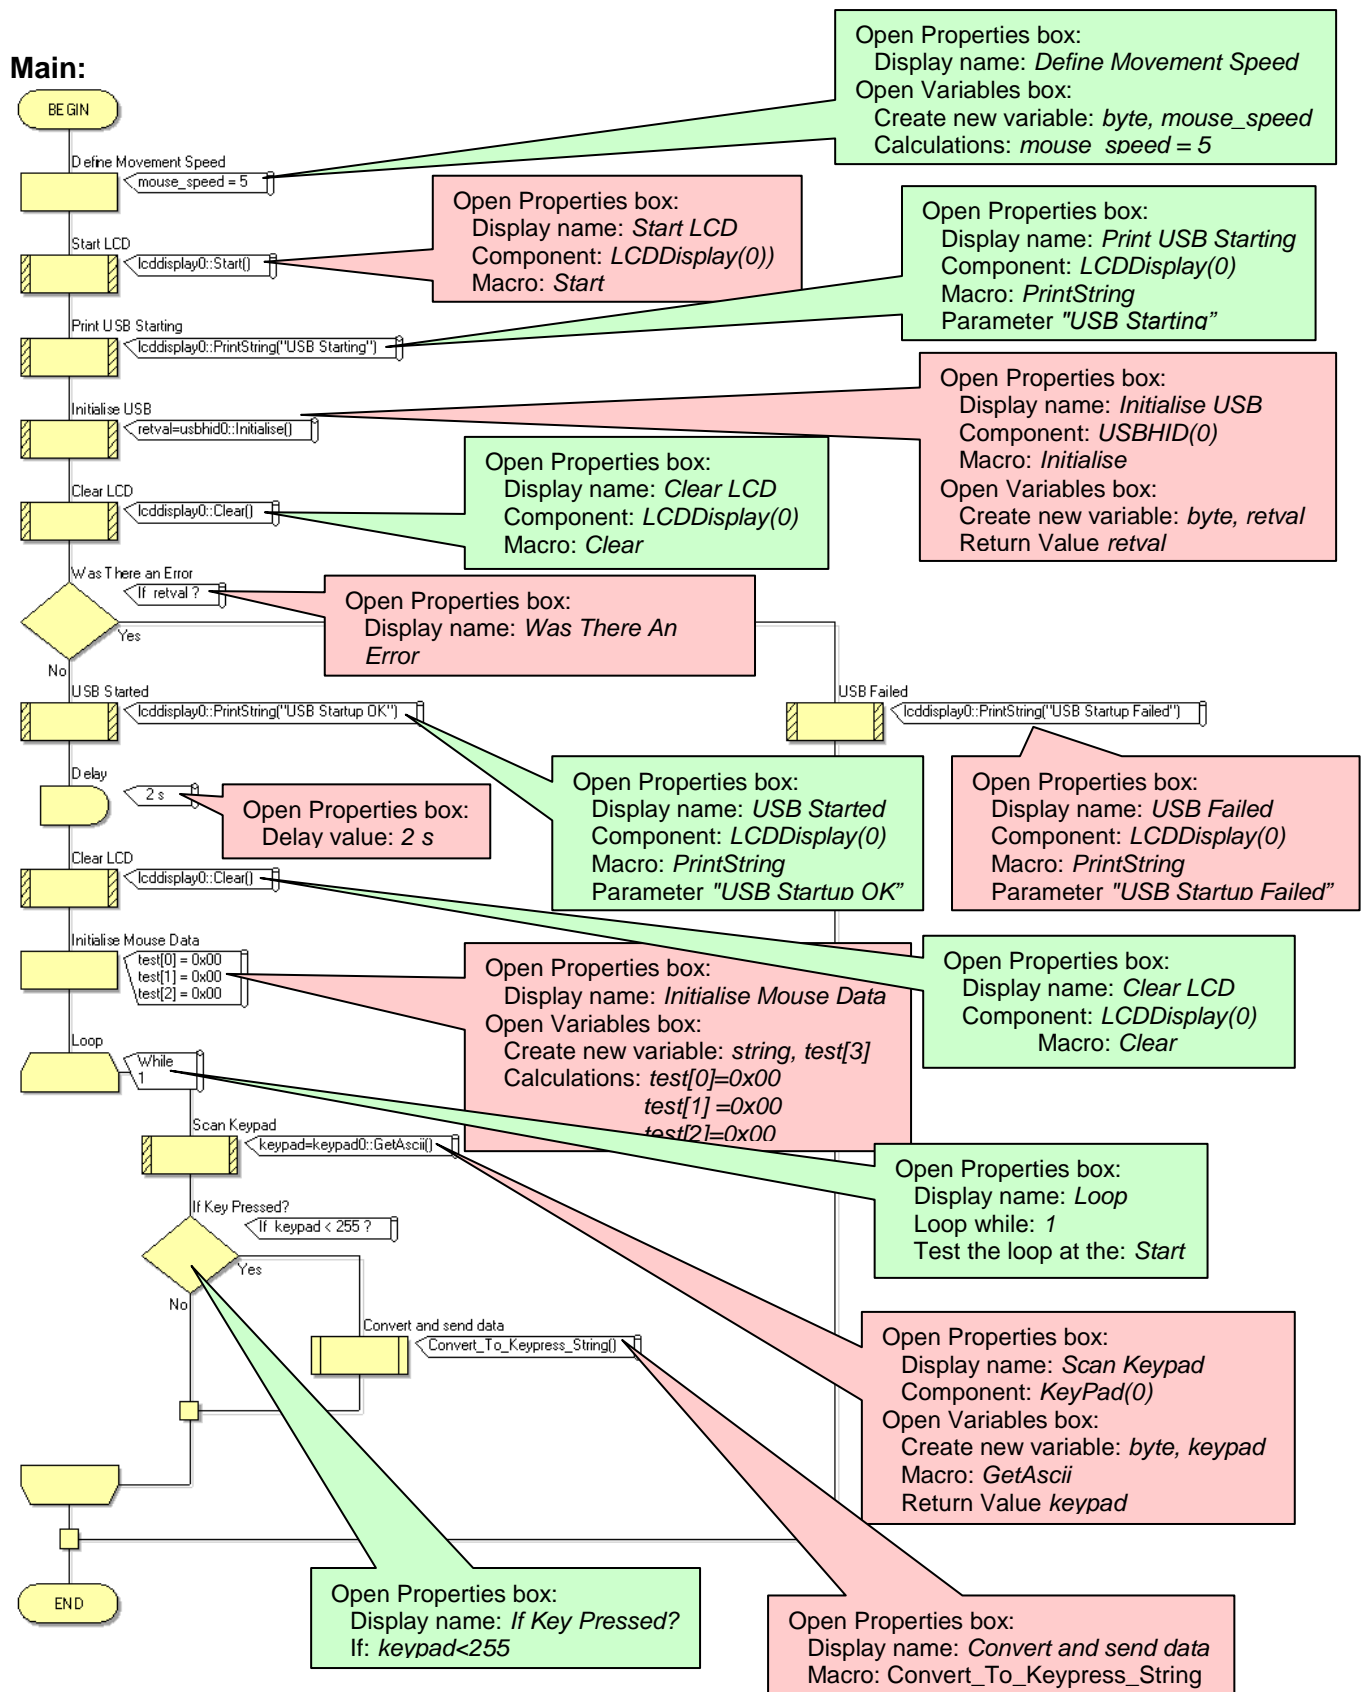 Main:
BEGIN
Define Movement Speed
mouse_speed = 5
Open Properties box:
Display name: Define Movement Speed
Open Variables box:
Create new variable: byte, mouse_speed
Calculations: mouse_speed = 5
Start LCD
lcddisplay0::Start()
Open Properties box:
Display name: Start LCD
Component: LCDDisplay(0))
Macro: Start
Print USB Starting
lcddisplay0::PrintString("USB Starting")
Open Properties box:
Display name: Print USB Starting
Component: LCDDisplay(0)
Macro: PrintString
Parameter "USB Starting”
Initialise USB
retval=usbhid0::Initialise()
Open Properties box:
Display name: Initialise USB
Component: USBHID(0)
Macro: Initialise
Open Variables box:
Create new variable: byte, retval
Return Value retval
Clear LCD
lcddisplay0::Clear()
Open Properties box:
Display name: Clear LCD
Component: LCDDisplay(0)
Macro: Clear
Was There an Error
If retval ?
Yes
No
Open Properties box:
Display name: Was There An
Error
USB Started
lcddisplay0::PrintString("USB Startup OK")
USB Failed
lcddisplay0::PrintString("USB Startup Failed")
Delay
2 s
Open Properties box:
Delay value: 2 s
Open Properties box:
Display name: USB Started
Component: LCDDisplay(0)
Macro: PrintString
Parameter "USB Startup OK”
Open Properties box:
Display name: USB Failed
Component: LCDDisplay(0)
Macro: PrintString
Parameter "USB Startup Failed”
Clear LCD
lcddisplay0::Clear()
Initialise Mouse Data
test[0] = 0x00
test[1] = 0x00
test[2] = 0x00
Open Properties box:
Display name: Initialise Mouse Data
Open Variables box:
Create new variable: string, test[3]
Calculations: test[0]=0x00
test[1] =0x00
test[2]=0x00
Open Properties box:
Display name: Clear LCD
Component: LCDDisplay(0)
Macro: Clear
Loop
While
1
Scan Keypad
keypad=keypad0::GetAscii()
Open Properties box:
Display name: Loop
Loop while: 1
Test the loop at the: Start
If Key Pressed?
If keypad < 255 ?
Yes
No
Convert and send data
Convert_To_Keypress_String()
Open Properties box:
Display name: Scan Keypad
Component: KeyPad(0)
Open Variables box:
Create new variable: byte, keypad
Macro: GetAscii
Return Value keypad
END
Open Properties box:
Display name: If Key Pressed?
If: keypad<255
Open Properties box:
Display name: Convert and send data
Macro: Convert_To_Keypress_String